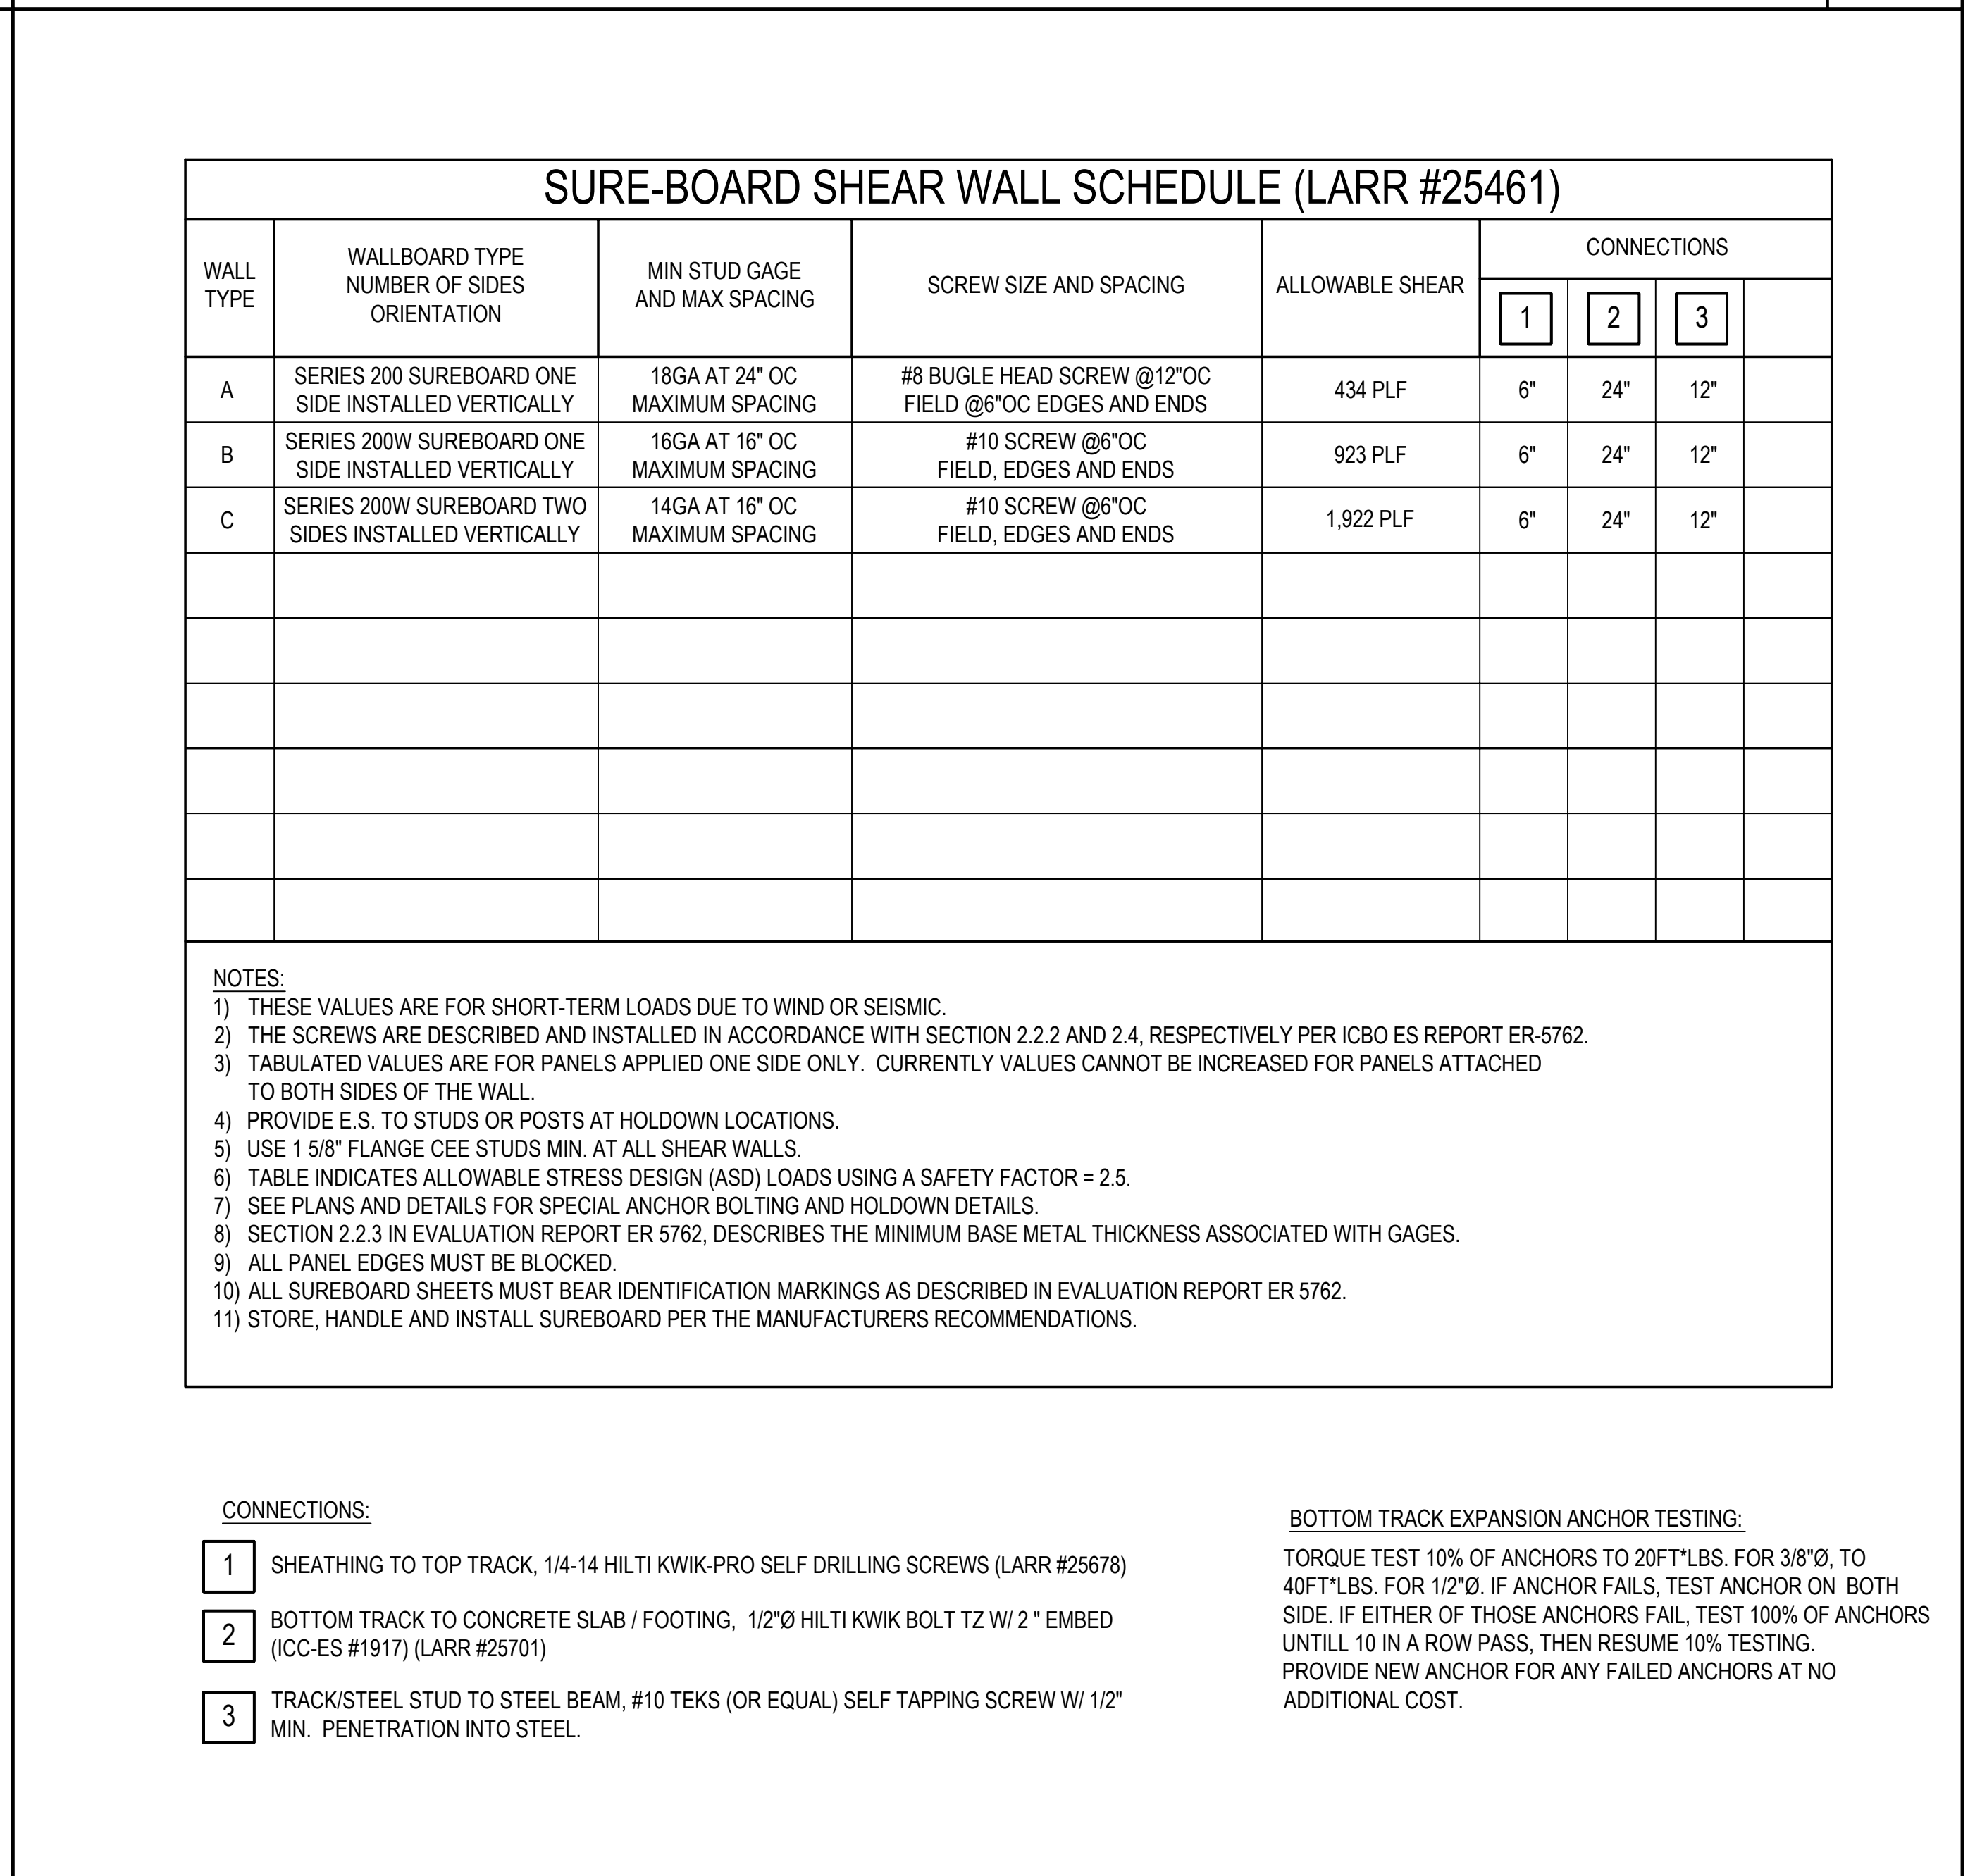 SURE-BOARD SHEAR WALL SCHEDULE (LARR #25461)
WALL
TYPE
WALLBOARD TYPE
NUMBER OF SIDES
ORIENTATION
MIN STUD GAGE
AND MAX SPACING
SCREW SIZE AND SPACING
ALLOWABLE SHEAR
CONNECTIONS
1
2
3
A
SERIES 200 SUREBOARD ONE
SIDE INSTALLED VERTICALLY
18GA AT 24" OC
MAXIMUM SPACING
#8 BUGLE HEAD SCREW @12"OC
FIELD @6"OC EDGES AND ENDS
434 PLF
6"
24"
12"
B
SERIES 200W SUREBOARD ONE
SIDE INSTALLED VERTICALLY
16GA AT 16" OC
MAXIMUM SPACING
#10 SCREW @6"OC
FIELD, EDGES AND ENDS
923 PLF
6"
24"
12"
C
SERIES 200W SUREBOARD TWO
SIDES INSTALLED VERTICALLY
14GA AT 16" OC
MAXIMUM SPACING
#10 SCREW @6"OC
FIELD, EDGES AND ENDS
1,922 PLF
6"
24"
12"
NOTES:
1) THESE VALUES ARE FOR SHORT-TERM LOADS DUE TO WIND OR SEISMIC.
2) THE SCREWS ARE DESCRIBED AND INSTALLED IN ACCORDANCE WITH SECTION 2.2.2 AND 2.4, RESPECTIVELY PER ICBO ES REPORT ER-5762.
3) TABULATED VALUES ARE FOR PANELS APPLIED ONE SIDE ONLY. CURRENTLY VALUES CANNOT BE INCREASED FOR PANELS ATTACHED
TO BOTH SIDES OF THE WALL.
4) PROVIDE E.S. TO STUDS OR POSTS AT HOLDOWN LOCATIONS.
5) USE 1 5/8" FLANGE CEE STUDS MIN. AT ALL SHEAR WALLS.
6) TABLE INDICATES ALLOWABLE STRESS DESIGN (ASD) LOADS USING A SAFETY FACTOR = 2.5.
7) SEE PLANS AND DETAILS FOR SPECIAL ANCHOR BOLTING AND HOLDOWN DETAILS.
8) SECTION 2.2.3 IN EVALUATION REPORT ER 5762, DESCRIBES THE MINIMUM BASE METAL THICKNESS ASSOCIATED WITH GAGES.
9) ALL PANEL EDGES MUST BE BLOCKED.
10) ALL SUREBOARD SHEETS MUST BEAR IDENTIFICATION MARKINGS AS DESCRIBED IN EVALUATION REPORT ER 5762.
11) STORE, HANDLE AND INSTALL SUREBOARD PER THE MANUFACTURERS RECOMMENDATIONS.
CONNECTIONS:
1 SHEATHING TO TOP TRACK, 1/4-14 HILTI KWIK-PRO SELF DRILLING SCREWS (LARR #25678)
2 BOTTOM TRACK TO CONCRETE SLAB / FOOTING, 1/2"Ø HILTI KWIK BOLT TZ W/ 2 " EMBED
(ICC-ES #1917) (LARR #25701)
3 TRACK/STEEL STUD TO STEEL BEAM, #10 TEKS (OR EQUAL) SELF TAPPING SCREW W/ 1/2"
MIN. PENETRATION INTO STEEL.
BOTTOM TRACK EXPANSION ANCHOR TESTING:
TORQUE TEST 10% OF ANCHORS TO 20FT*LBS. FOR 3/8"Ø, TO
40FT*LBS. FOR 1/2"Ø. IF ANCHOR FAILS, TEST ANCHOR ON BOTH
SIDE. IF EITHER OF THOSE ANCHORS FAIL, TEST 100% OF ANCHORS
UNTILL 10 IN A ROW PASS, THEN RESUME 10% TESTING.
PROVIDE NEW ANCHOR FOR ANY FAILED ANCHORS AT NO
ADDITIONAL COST.